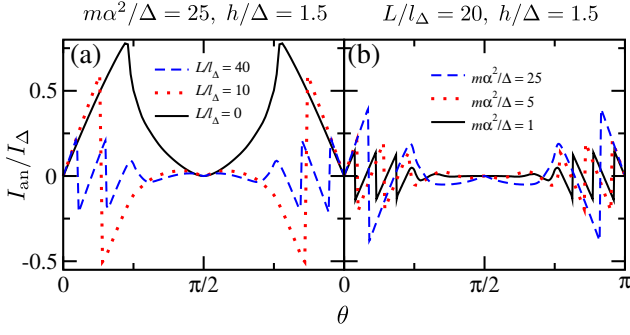 mα²/Δ = 25, h/Δ = 1.5
L/l_Δ = 20, h/Δ = 1.5
(a)
L/l_Δ = 40
L/l_Δ = 10
L/l_Δ = 0
(b)
mα²/Δ = 25
mα²/Δ = 5
mα²/Δ = 1
I_an/I_Δ
0.5
0
-0.5
0
π/2
0
π/2
π
θ